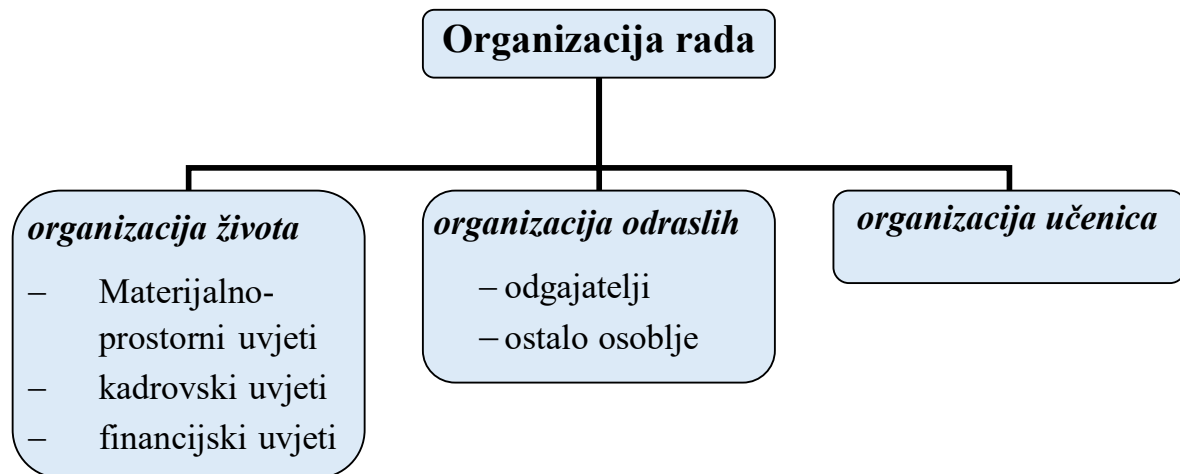 Organizacija rada
organizacija života
– Materijalno-
prostorni uvjeti
– kadrovski uvjeti
– financijski uvjeti
organizacija odraslih
– odgajatelji
– ostalo osoblje
organizacija učenica